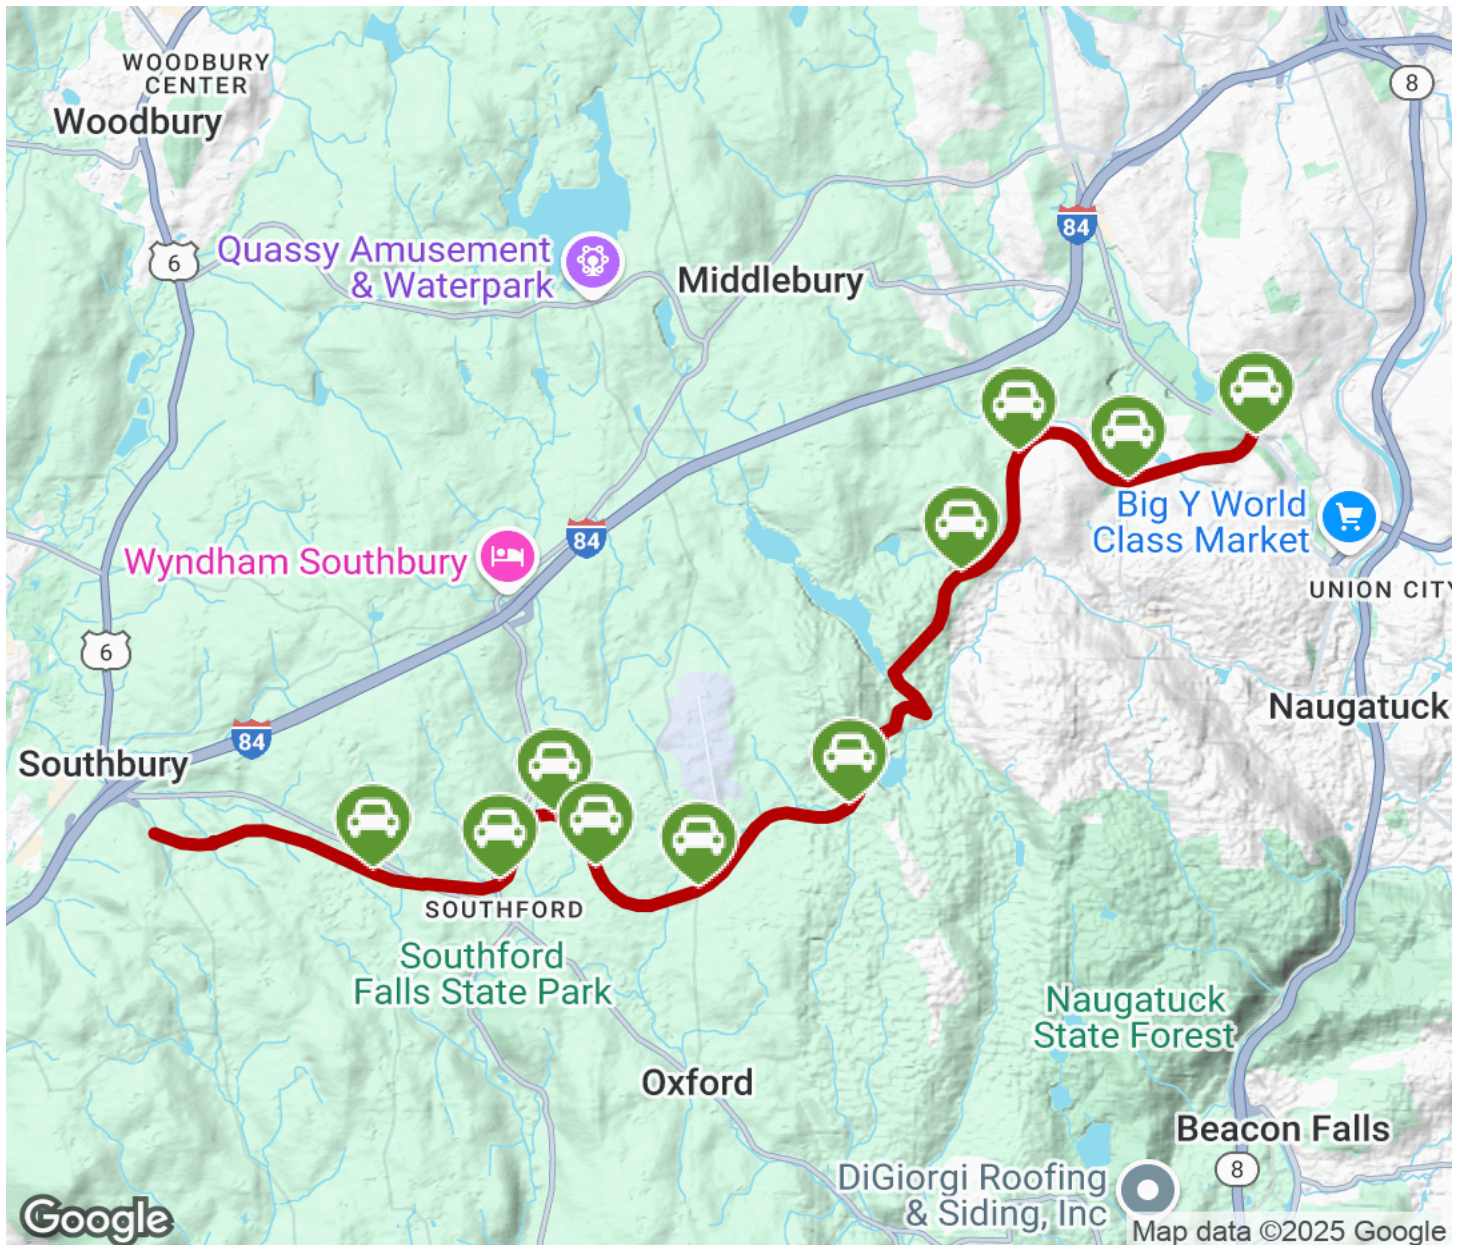 WOODBURY
CENTER
Woodbury
8
6
Quassy Amusement
& Waterpark
Middlebury
84
Big Y World
Class Market
Wyndham Southbury
84
UNION CITY
6
Naugatuck
84
Southbury
SOUTHFORD
Southford
Falls State Park
Naugatuck
State Forest
Oxford
Beacon Falls
8
DiGiorgi Roofing
& Siding, Inc
Google
Map data ©2025 Google